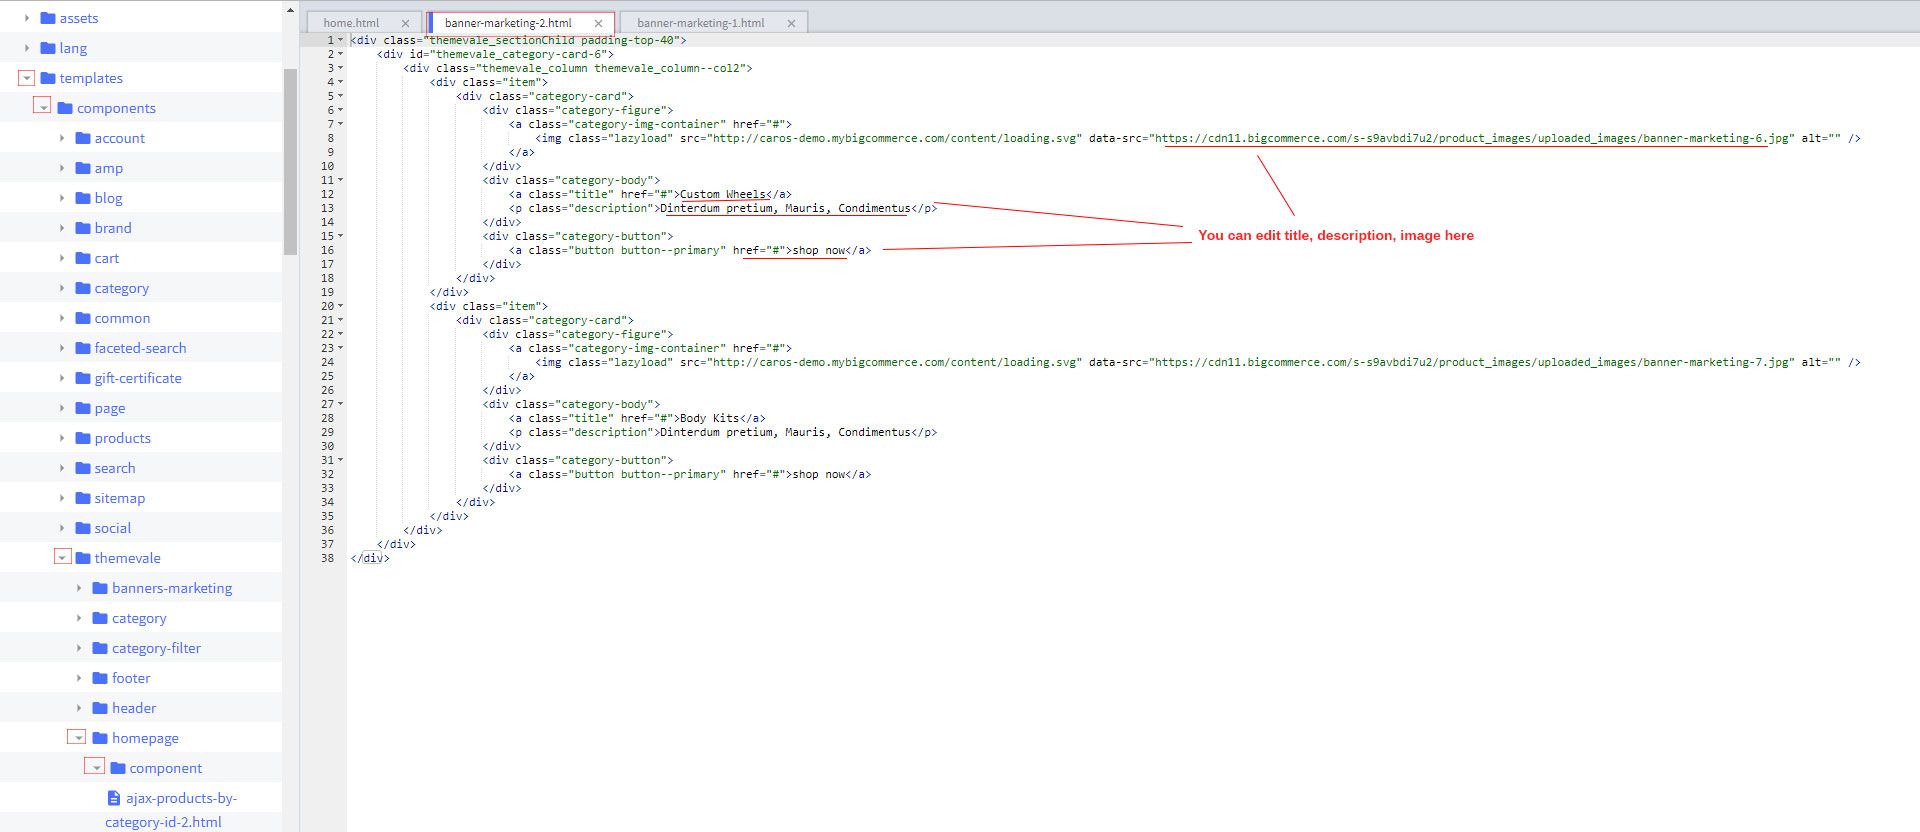 assets
lang
templates
components
account
amp
blog
brand
cart
category
common
faceted-search
gift-certificate
page
products
search
sitemap
social
themevale
banners-marketing
category
category-filter
footer
header
homepage
component
ajax-products-by-
category-id-2.html
home.html × banner-marketing-2.html × banner-marketing-1.html ×
1 <div class="themevale_sectionChild padding-top-40">
2 <div id="themevale_category-card-6">
3 <div class="themevale_column themevale_column--col2">
4 <div class="item">
5 <div class="category-card">
6 <div class="category-figure">
7 <a class="category-img-container" href="#">
8 <img class="lazyload" src="http://caros-demo.mybigcommerce.com/content/loading.svg" data-src="https://cdn11.bigcommerce.com/s-s9avbdi7u2/product_images/uploaded_images/banner-marketing-6.jpg" alt="" />
9 </a>
10 </div>
11 <div class="category-body">
12 <a class="title" href="#">Custom Wheels</a>
13 <p class="description">Dinterdum pretium, Mauris, Condimentus</p>
14 </div>
15 <div class="category-button">
16 <a class="button button--primary" href="#">shop now</a>
17 </div>
18 </div>
19 </div>
20 <div class="item">
21 <div class="category-card">
22 <div class="category-figure">
23 <a class="category-img-container" href="#">
24 <img class="lazyload" src="http://caros-demo.mybigcommerce.com/content/loading.svg" data-src="https://cdn11.bigcommerce.com/s-s9avbdi7u2/product_images/uploaded_images/banner-marketing-7.jpg" alt="" />
25 </a>
26 </div>
27 <div class="category-body">
28 <a class="title" href="#">Body Kits</a>
29 <p class="description">Dinterdum pretium, Mauris, Condimentus</p>
30 </div>
31 <div class="category-button">
32 <a class="button button--primary" href="#">shop now</a>
33 </div>
34 </div>
35 </div>
36 </div>
37 </div>
38 </div>
You can edit title, description, image here